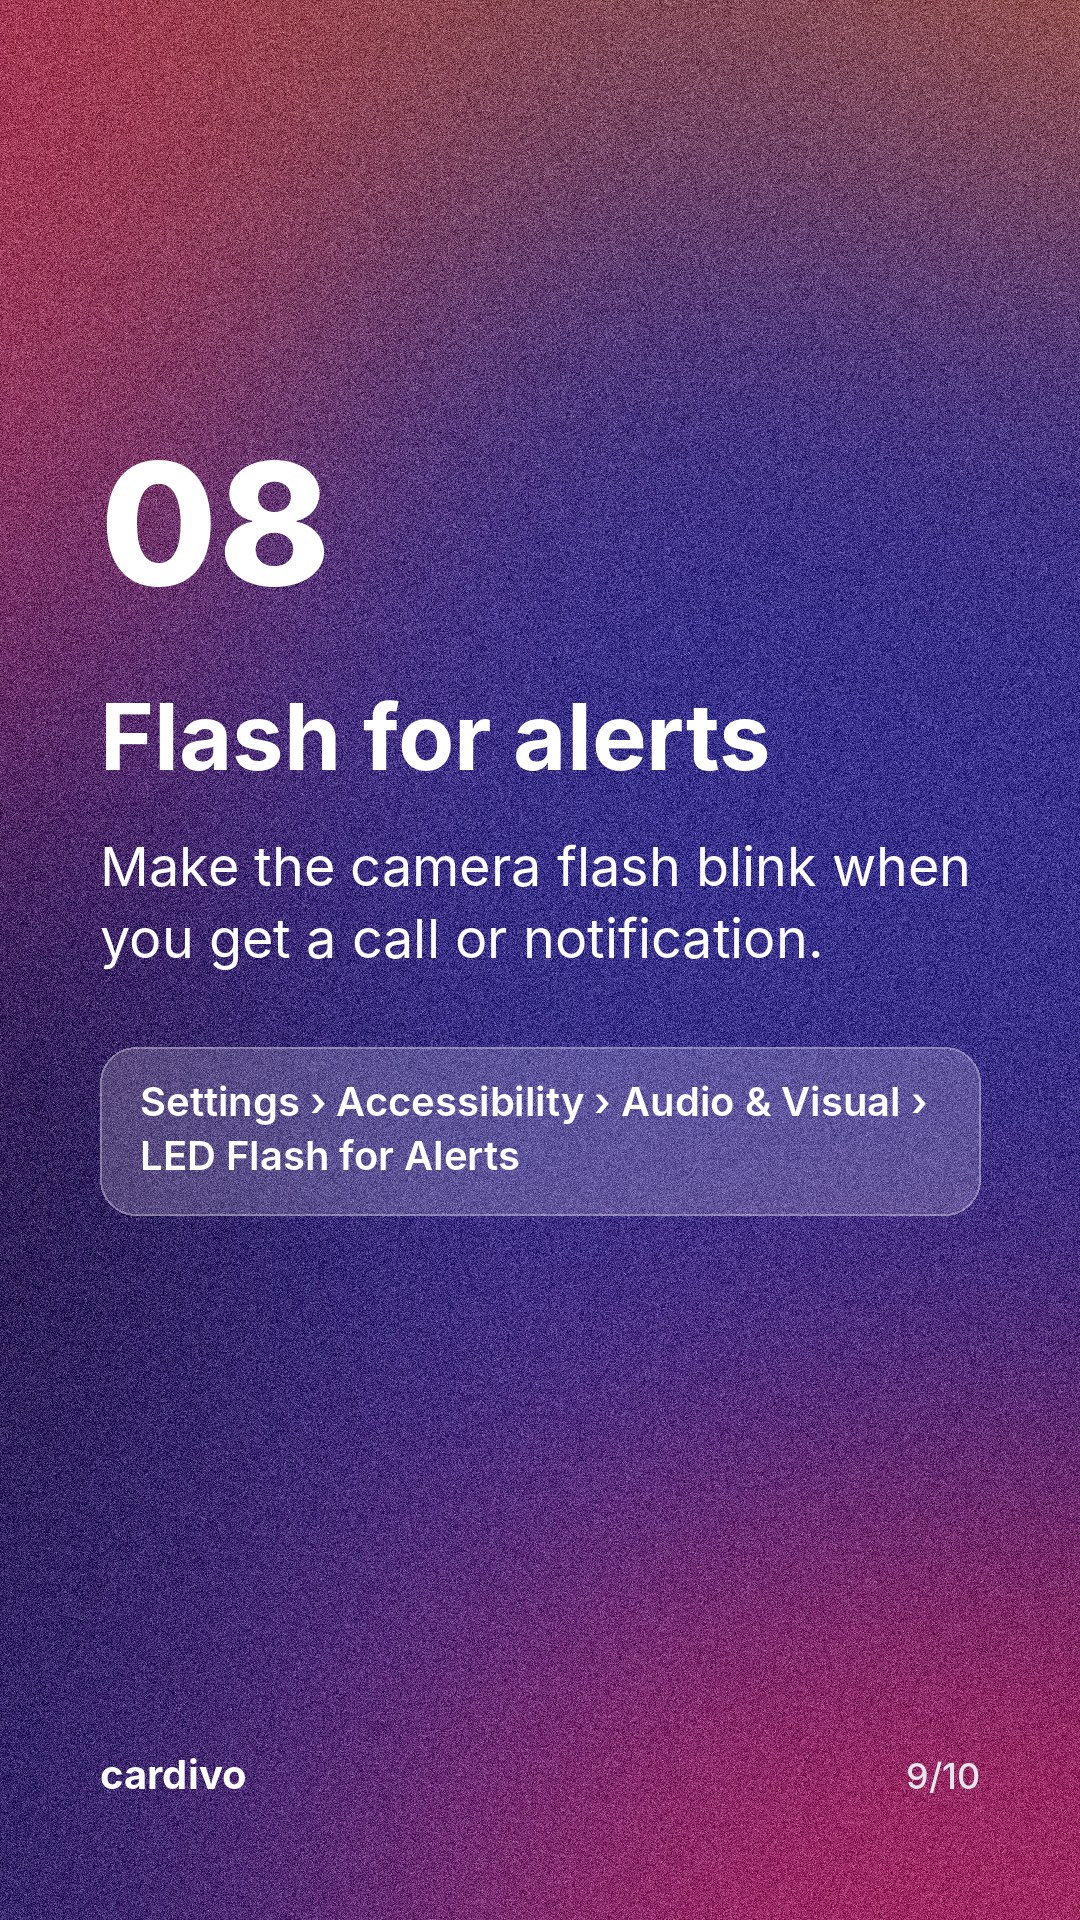 08
Flash for alerts
Make the camera flash blink when
you get a call or notification.
Settings › Accessibility › Audio & Visual ›
LED Flash for Alerts
cardivo
9/10